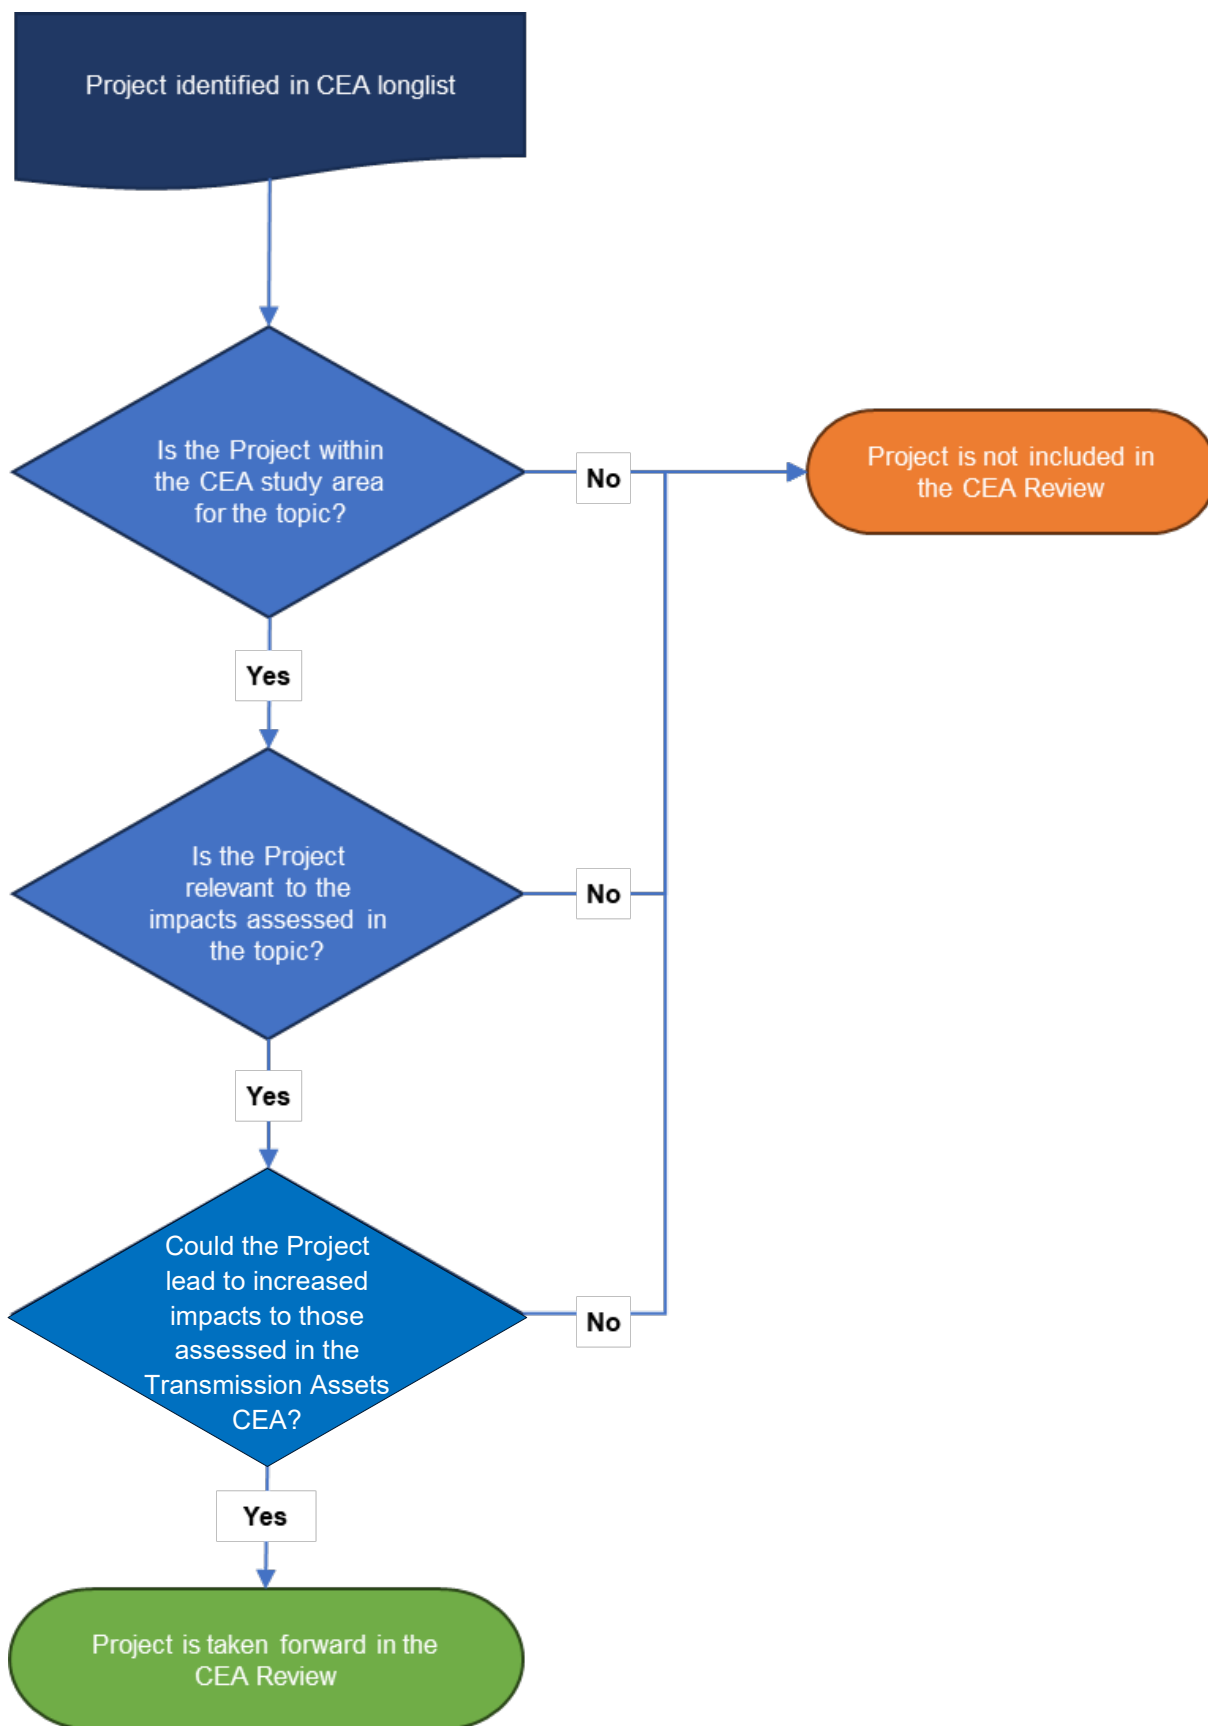 Project identified in CEA longlist
Is the Project within
the CEA study area
for the topic?
No
Project is not included in
the CEA Review
Yes
Is the Project
relevant to the
impacts assessed in
the topic?
No
Yes
Could the Project
lead to increased
impacts to those
assessed in the
Transmission Assets
CEA?
No
Yes
Project is taken forward in the
CEA Review